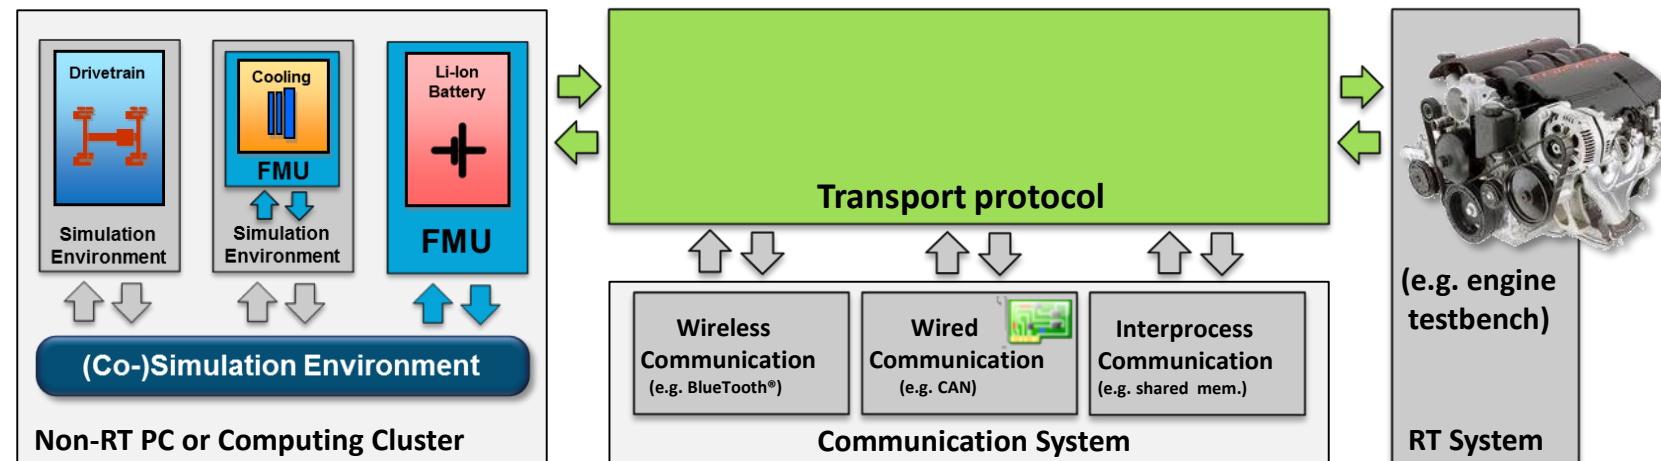 Drivetrain
Simulation
Environment
Cooling
FMU
Simulation
Environment
Li-Ion
Battery
FMU
(Co-)Simulation Environment
Non-RT PC or Computing Cluster
Transport protocol
Wireless
Communication
(e.g. BlueTooth®)
Wired
Communication
(e.g. CAN)
Interprocess
Communication
(e.g. shared mem.)
Communication System
(e.g. engine
testbench)
RT System